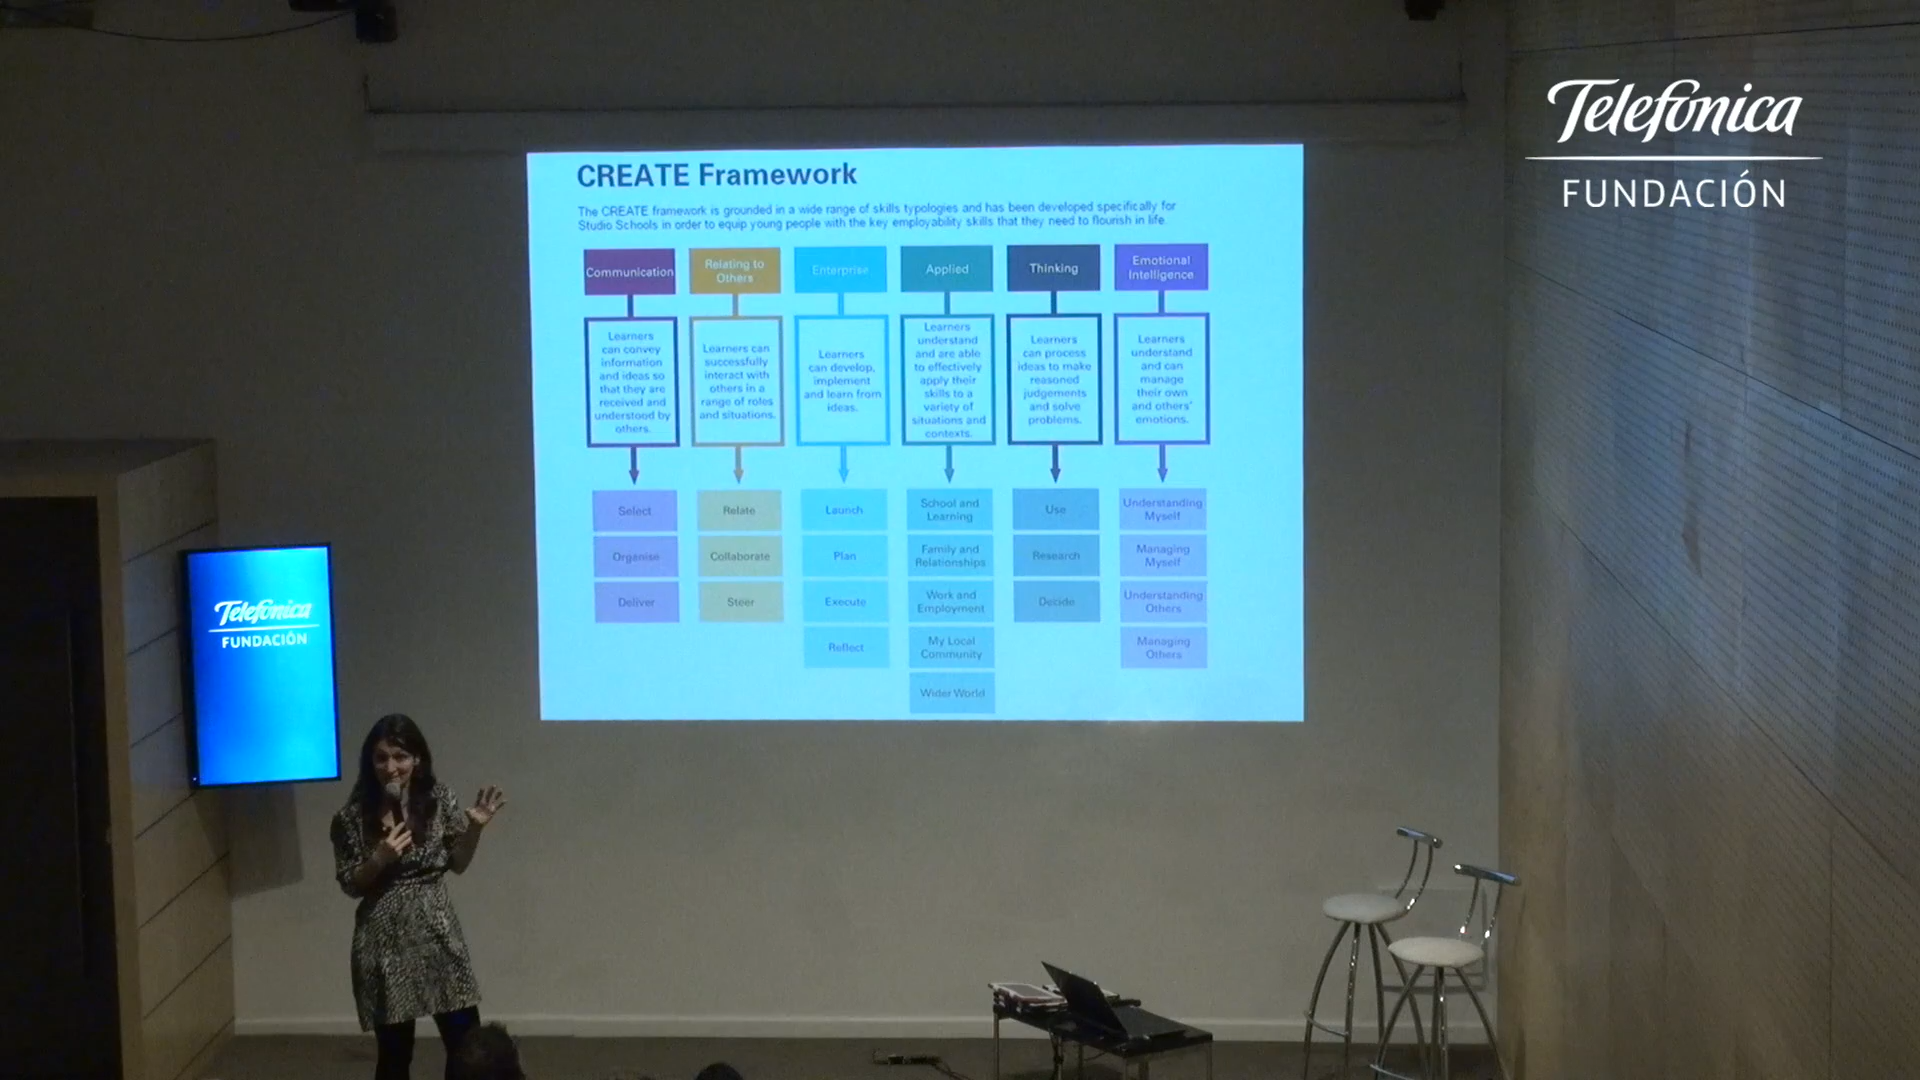 Telefónica
FUNDACIÓN
CREATE Framework
The CREATE framework is grounded in a wide range of skills typologies and has been developed specifically for
Studio Schools in order to equip young people with the key employability skills that they need to flourish in life.
Communication
Learners
can convey
information
and ideas so
that they are
received and
understood by
others.
Select
Organise
Deliver
Relating to
Others
Learners can
successfully
interact with
others in a
range of roles
and situations.
Relate
Collaborate
Steer
Enterprise
Learners
can develop,
implement
and learn from
ideas.
Launch
Plan
Execute
Reflect
Applied
Learners
understand
and are able
to effectively
apply their
skills to a
variety of
situations and
contexts.
School and
Learning
Family and
Relationships
Work and
Employment
My Local
Community
Wider World
Thinking
Learners
can process
ideas to make
reasoned
judgements
and solve
problems.
Use
Research
Decide
Emotional
Intelligence
Learners
understand
and can
manage
their own
and others'
emotions.
Understanding
Myself
Managing
Myself
Understanding
Others
Managing
Others
Telefónica
FUNDACIÓN